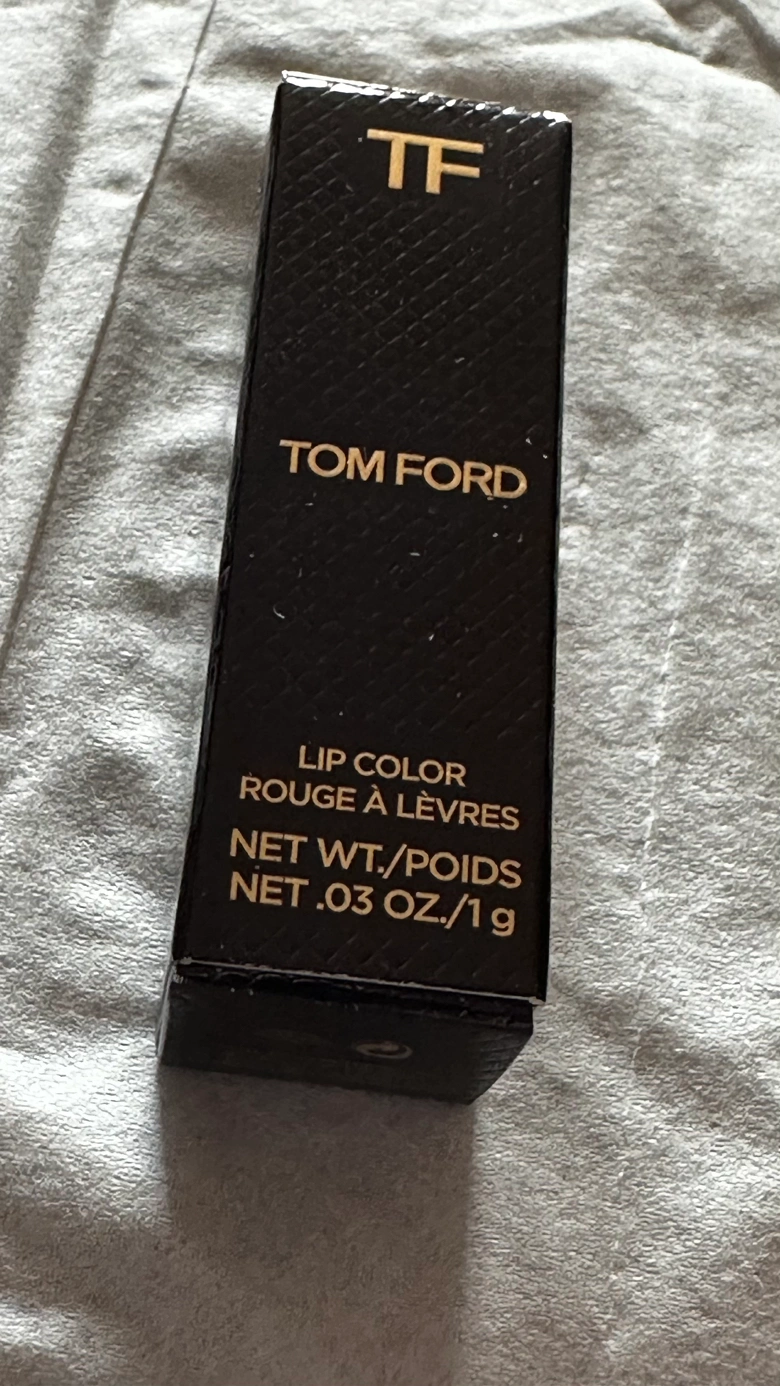 TF
TOM FORD
LIP COLOR
ROUGE À LÈVRES
NET WT./POIDS
NET .03 OZ./1 g